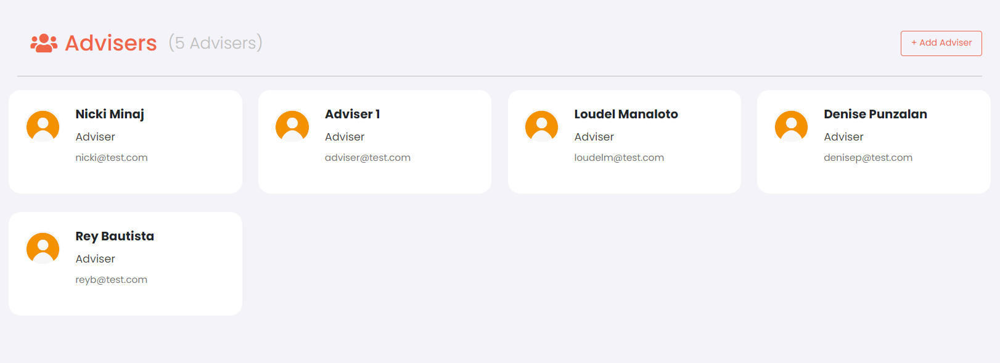 Advisers (5 Advisers)
+ Add Adviser
Nicki Minaj
Adviser
nicki@test.com
Adviser 1
Adviser
adviser@test.com
Loudel Manaloto
Adviser
loudelm@test.com
Denise Punzalan
Adviser
denisep@test.com
Rey Bautista
Adviser
reyb@test.com